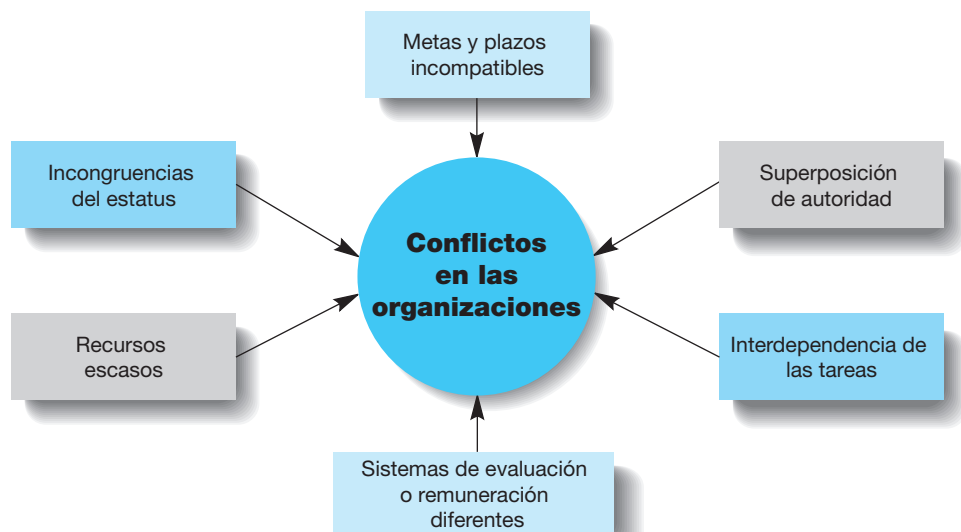 Metas y plazos
incompatibles
Incongruencias
del estatus
Superposición
de autoridad
Conflictos
en las
organizaciones
Recursos
escasos
Interdependencia de
las tareas
Sistemas de evaluación
o remuneración
diferentes